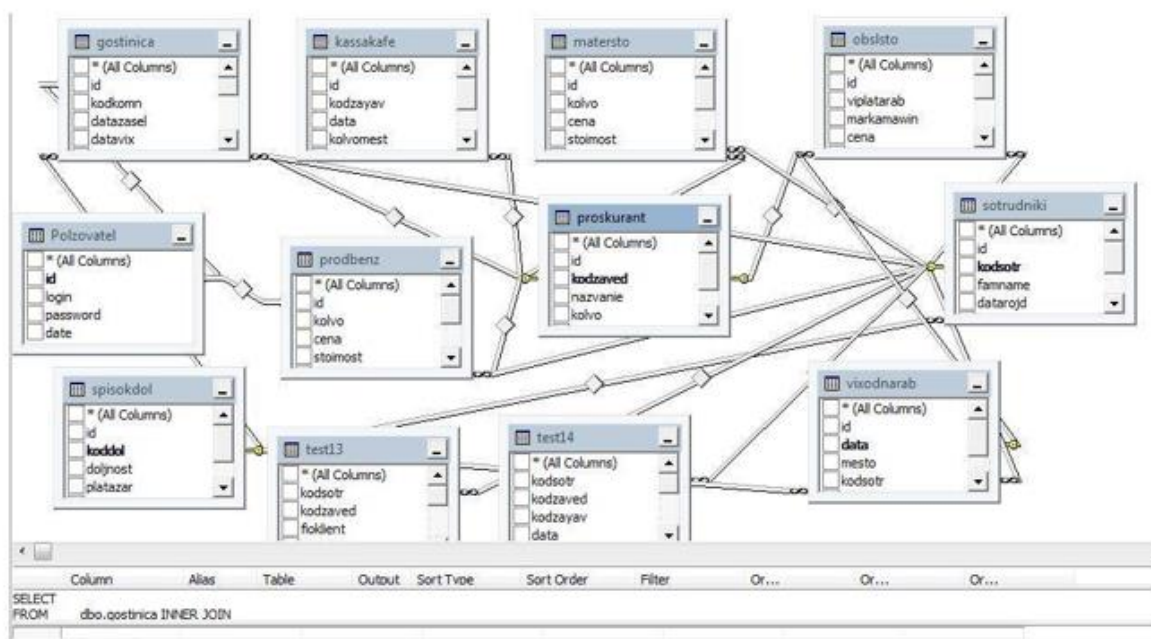 gostinica
* (All Columns)
id
kodkomn
datazasel
datavix
kassakafe
* (All Columns)
id
kodzayav
data
kolvomest
matersto
* (All Columns)
id
kolvo
cena
stoimost
obslsto
* (All Columns)
id
viplatarab
markamawin
cena
Polzovatel
* (All Columns)
id
login
password
date
prodbenz
* (All Columns)
id
kolvo
cena
stoimost
proskurant
* (All Columns)
id
kodzaved
nazvanie
kolvo
sotrudniki
* (All Columns)
id
kodsotr
famname
datarojd
spisokdol
* (All Columns)
id
koddol
doljnost
platazar
test13
* (All Columns)
kodsotr
kodzaved
fioklient
test14
* (All Columns)
kodsotr
kodzaved
kodzayav
data
vixodnarab
* (All Columns)
id
data
mesto
kodsotr
Column Alias Table Output Sort Type Sort Order Filter Or... Or... Or...
SELECT
FROM dbo.gostinica INNER JOIN